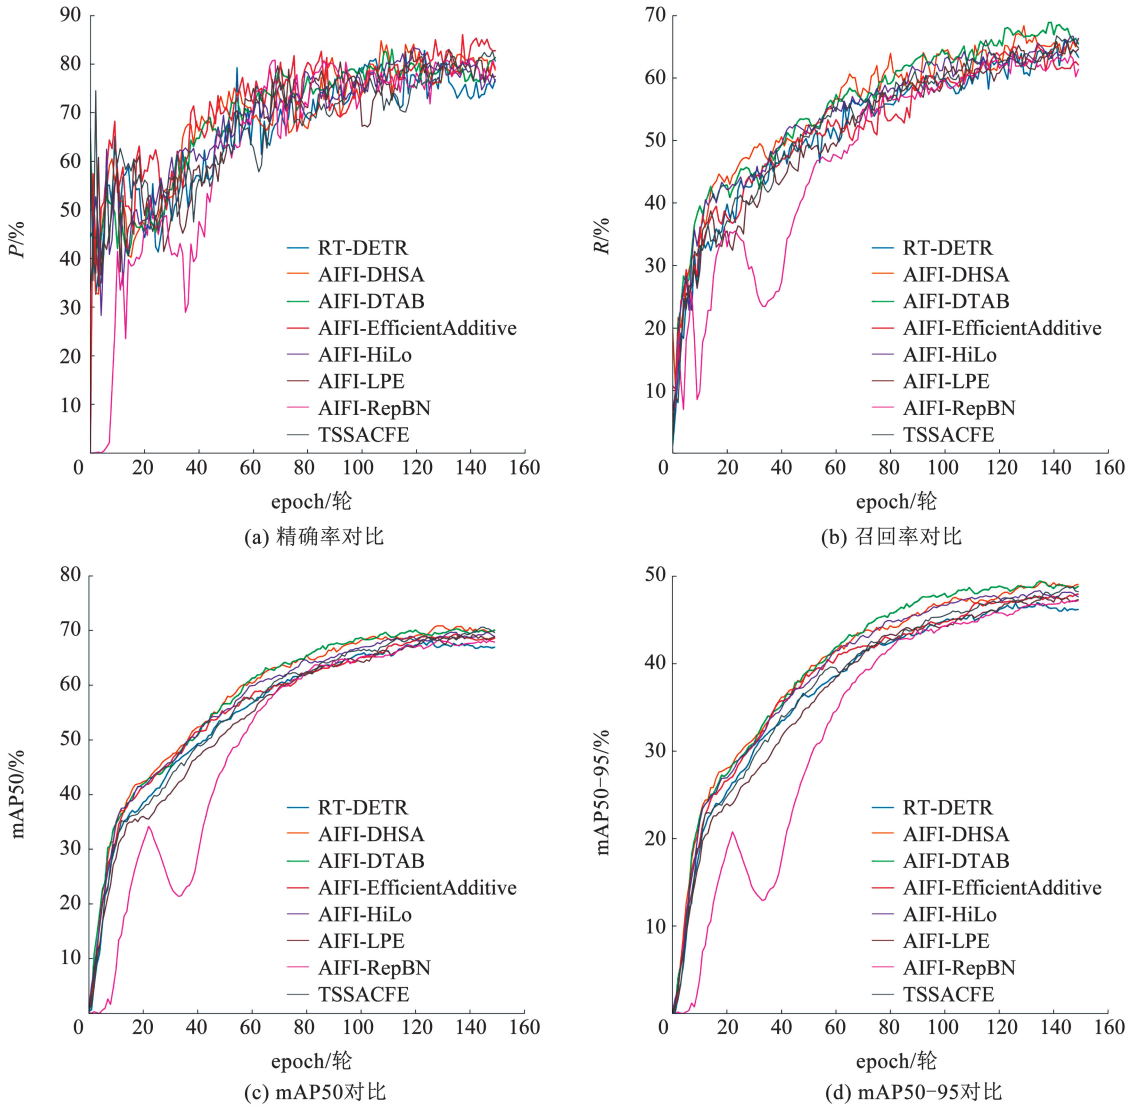 90
80
70
60
50
40
30
20
10
0
20
40
60
80
100
120
140
160
P/%
epoch/轮
RT-DETR
AIFI-DHSA
AIFI-DTAB
AIFI-EfficientAdditive
AIFI-HiLo
AIFI-LPE
AIFI-RepBN
TSSACFE
(a) 精确率对比
70
60
50
40
30
20
10
0
20
40
60
80
100
120
140
160
R/%
epoch/轮
RT-DETR
AIFI-DHSA
AIFI-DTAB
AIFI-EfficientAdditive
AIFI-HiLo
AIFI-LPE
AIFI-RepBN
TSSACFE
(b) 召回率对比
80
70
60
50
40
30
20
10
0
20
40
60
80
100
120
140
160
mAP50/%
epoch/轮
RT-DETR
AIFI-DHSA
AIFI-DTAB
AIFI-EfficientAdditive
AIFI-HiLo
AIFI-LPE
AIFI-RepBN
TSSACFE
(c) mAP50对比
50
40
30
20
10
0
20
40
60
80
100
120
140
160
mAP50-95/%
epoch/轮
RT-DETR
AIFI-DHSA
AIFI-DTAB
AIFI-EfficientAdditive
AIFI-HiLo
AIFI-LPE
AIFI-RepBN
TSSACFE
(d) mAP50-95对比